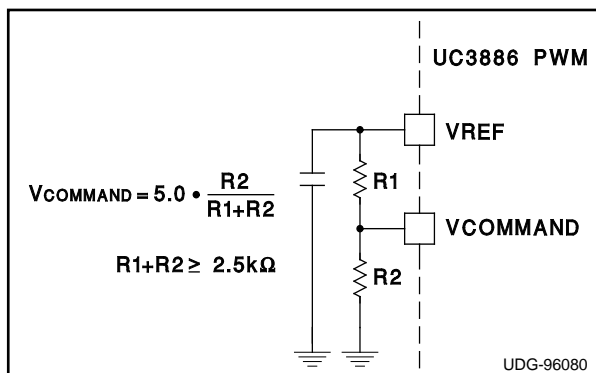 UC3886 PWM
VREF
R1
VCOMMAND = 5.0 • R2 / R1+R2
VCOMMAND
R1+R2 ≥ 2.5kΩ
R2
UDG-96080